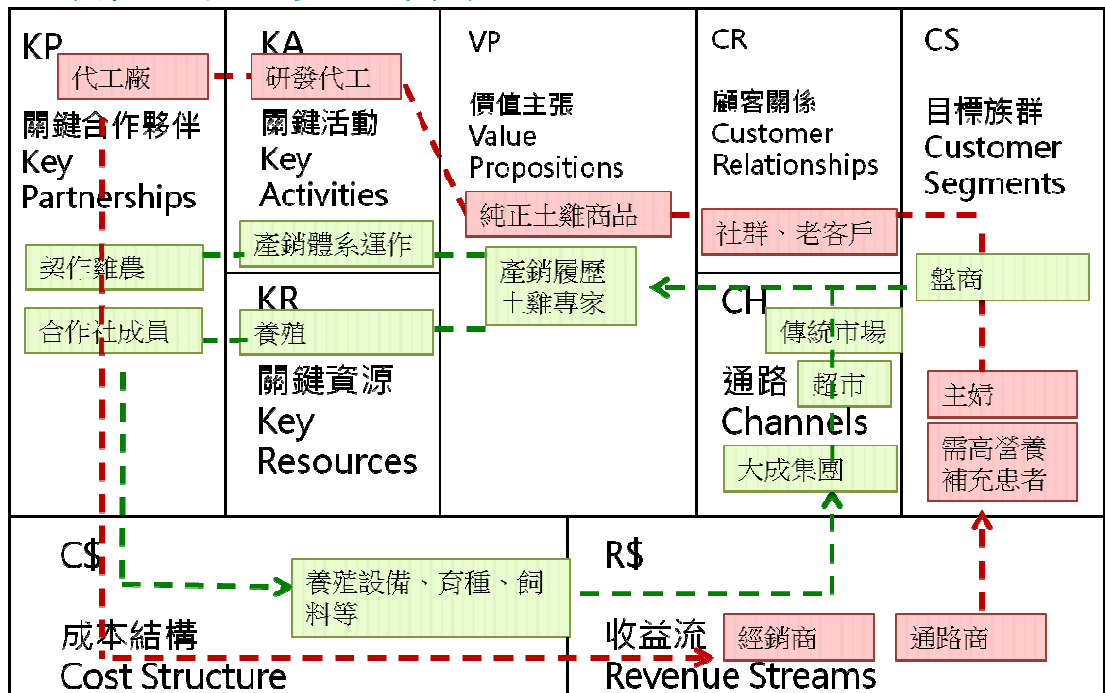 KP
代工廠
關鍵合作夥伴
Key
Partnerships
契作雞農
合作社成員
KA
研發代工
關鍵活動
Key
Activities
產銷體系運作
KR
養殖
關鍵資源
Key
Resources
VP
價值主張
Value
Propositions
純正土雞商品
產銷履歷
土雞專家
CR
顧客關係
Customer
Relationships
社群、老客戶
CH
傳統市場
通路
超市
Channels
大成集團
CS
目標族群
Customer
Segments
盤商
主婦
需高營養
補充患者
C$
養殖設備、育種、飼
料等
成本結構
Cost Structure
R$
收益流
經銷商
通路商
Revenue Streams